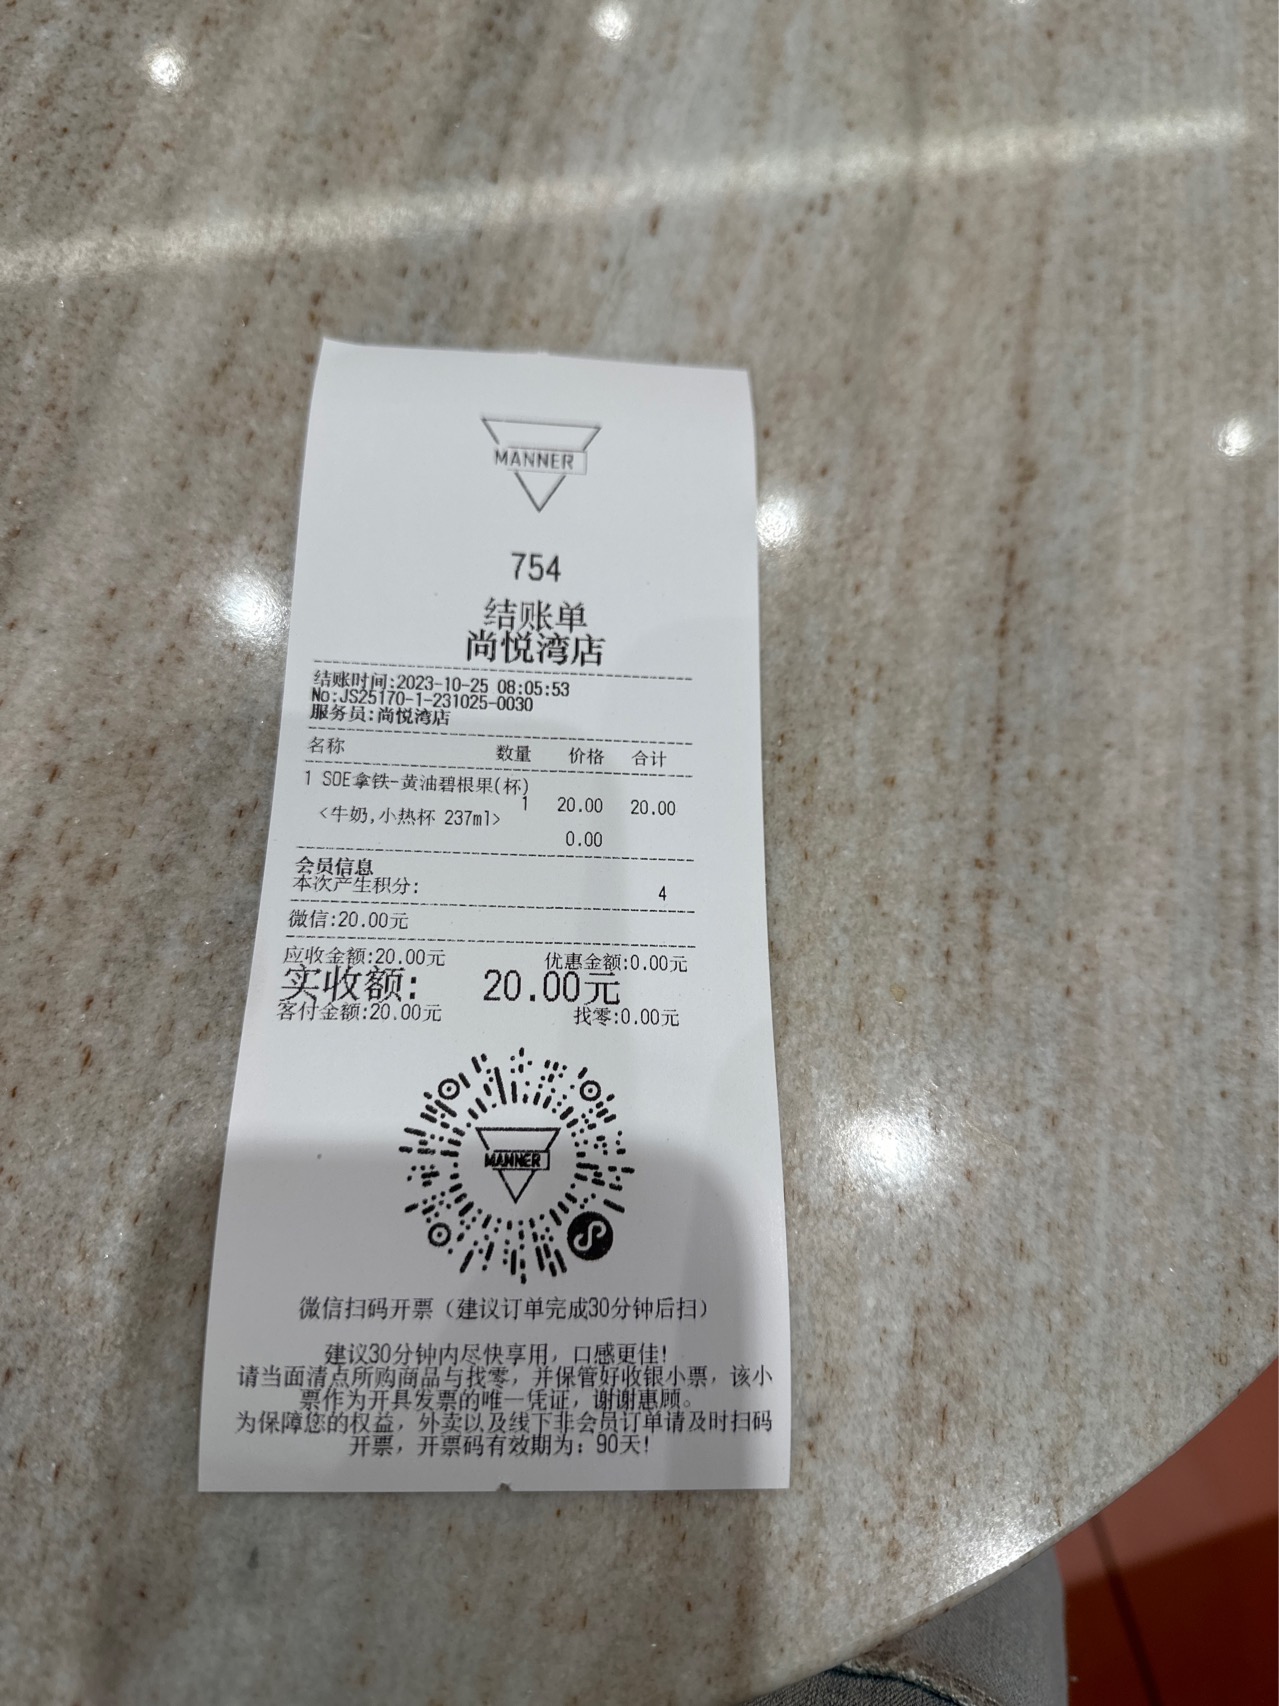 MANNER
754
结账单
尚悦湾店
结账时间:2023-10-25 08:05:53
No:JS25170-1-231025-0030
服务员:尚悦湾店
名称 数量 价格 合计
1 SOE拿铁-黄油碧根果(杯)
1 20.00 20.00
<牛奶,小热杯 237ml>
0.00
会员信息
本次产生积分: 4
微信:20.00元
应收金额:20.00元 优惠金额:0.00元
实收额: 20.00元
客付金额:20.00元 找零:0.00元
MANNER
微信扫码开票（建议订单完成30分钟后扫）
建议30分钟内尽快享用，口感更佳！
请当面清点所购商品与找零，并保管好收银小票，该小
票作为开具发票的唯一凭证，谢谢惠顾。
为保障您的权益，外卖以及线下非会员订单请及时扫码
开票，开票码有效期为：90天！